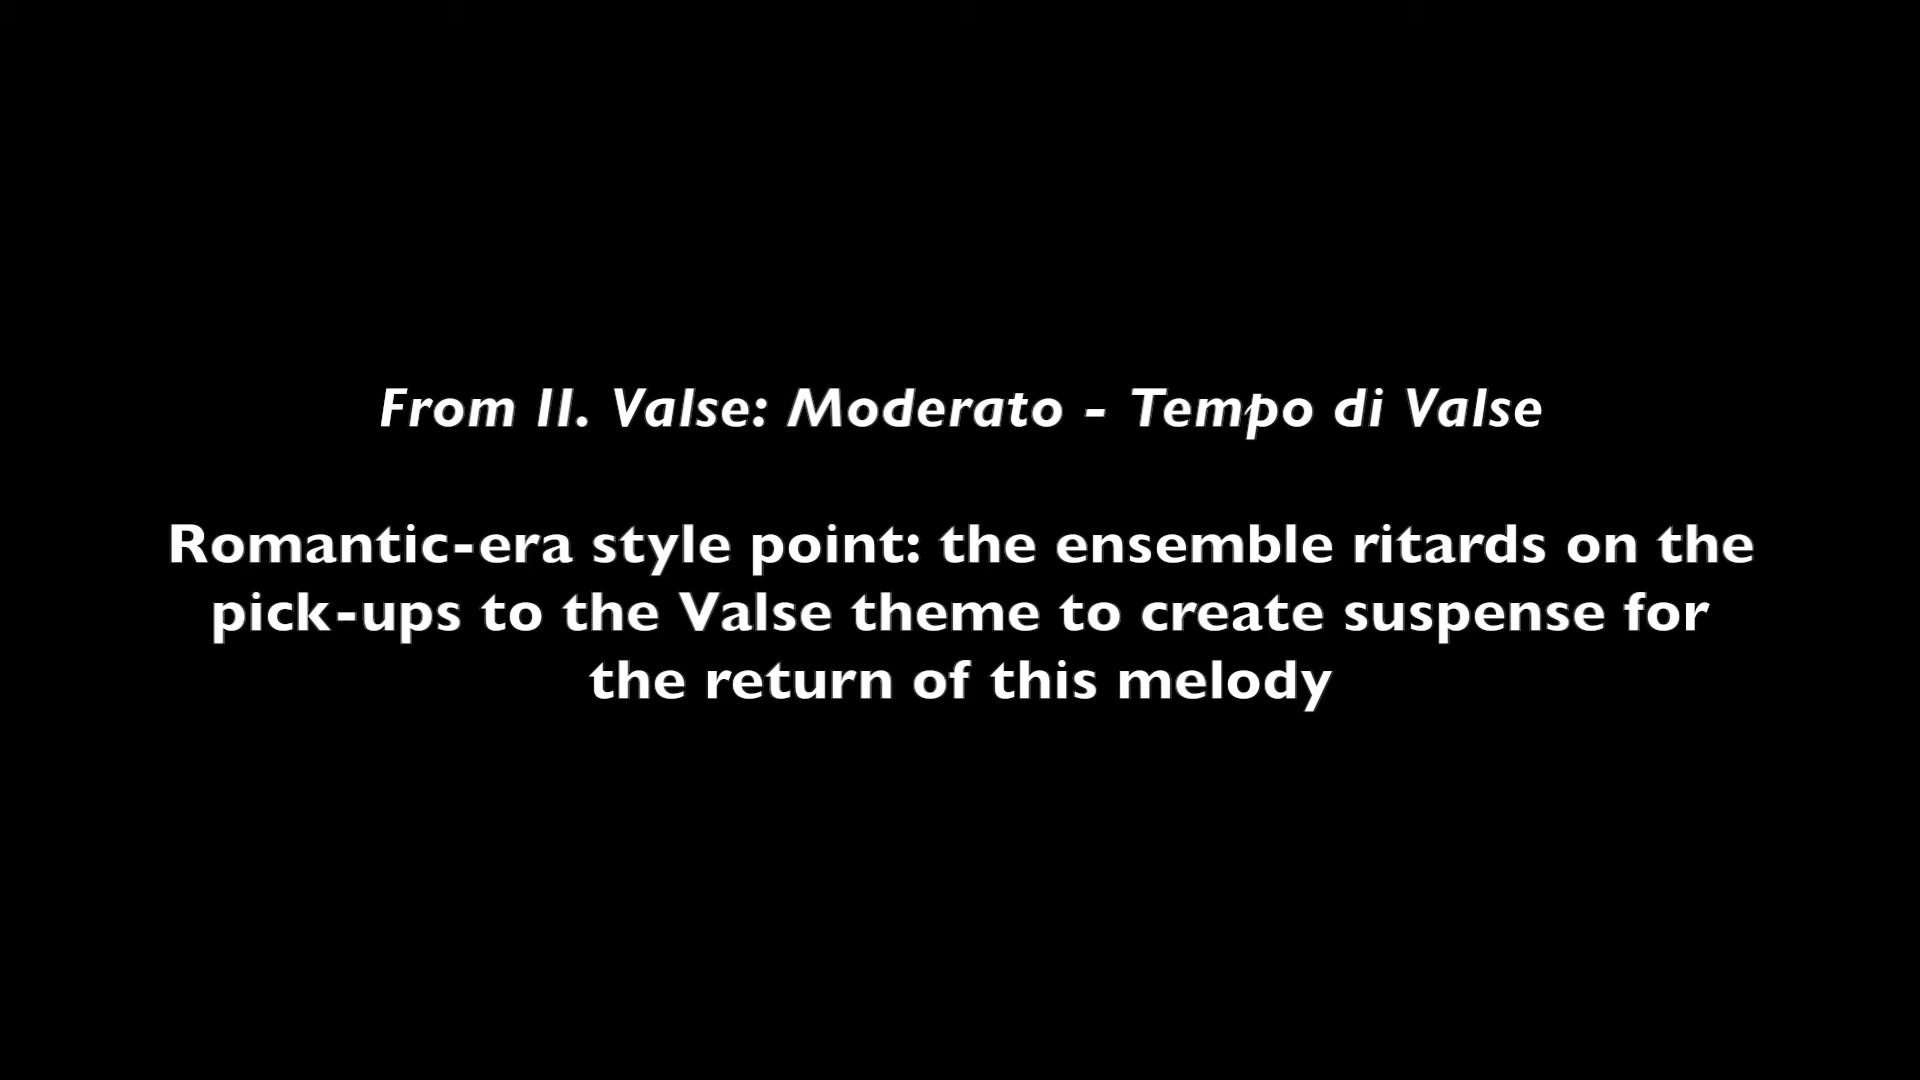 From II. Valse: Moderato - Tempo di Valse
Romantic-era style point: the ensemble ritards on the
pick-ups to the Valse theme to create suspense for
the return of this melody